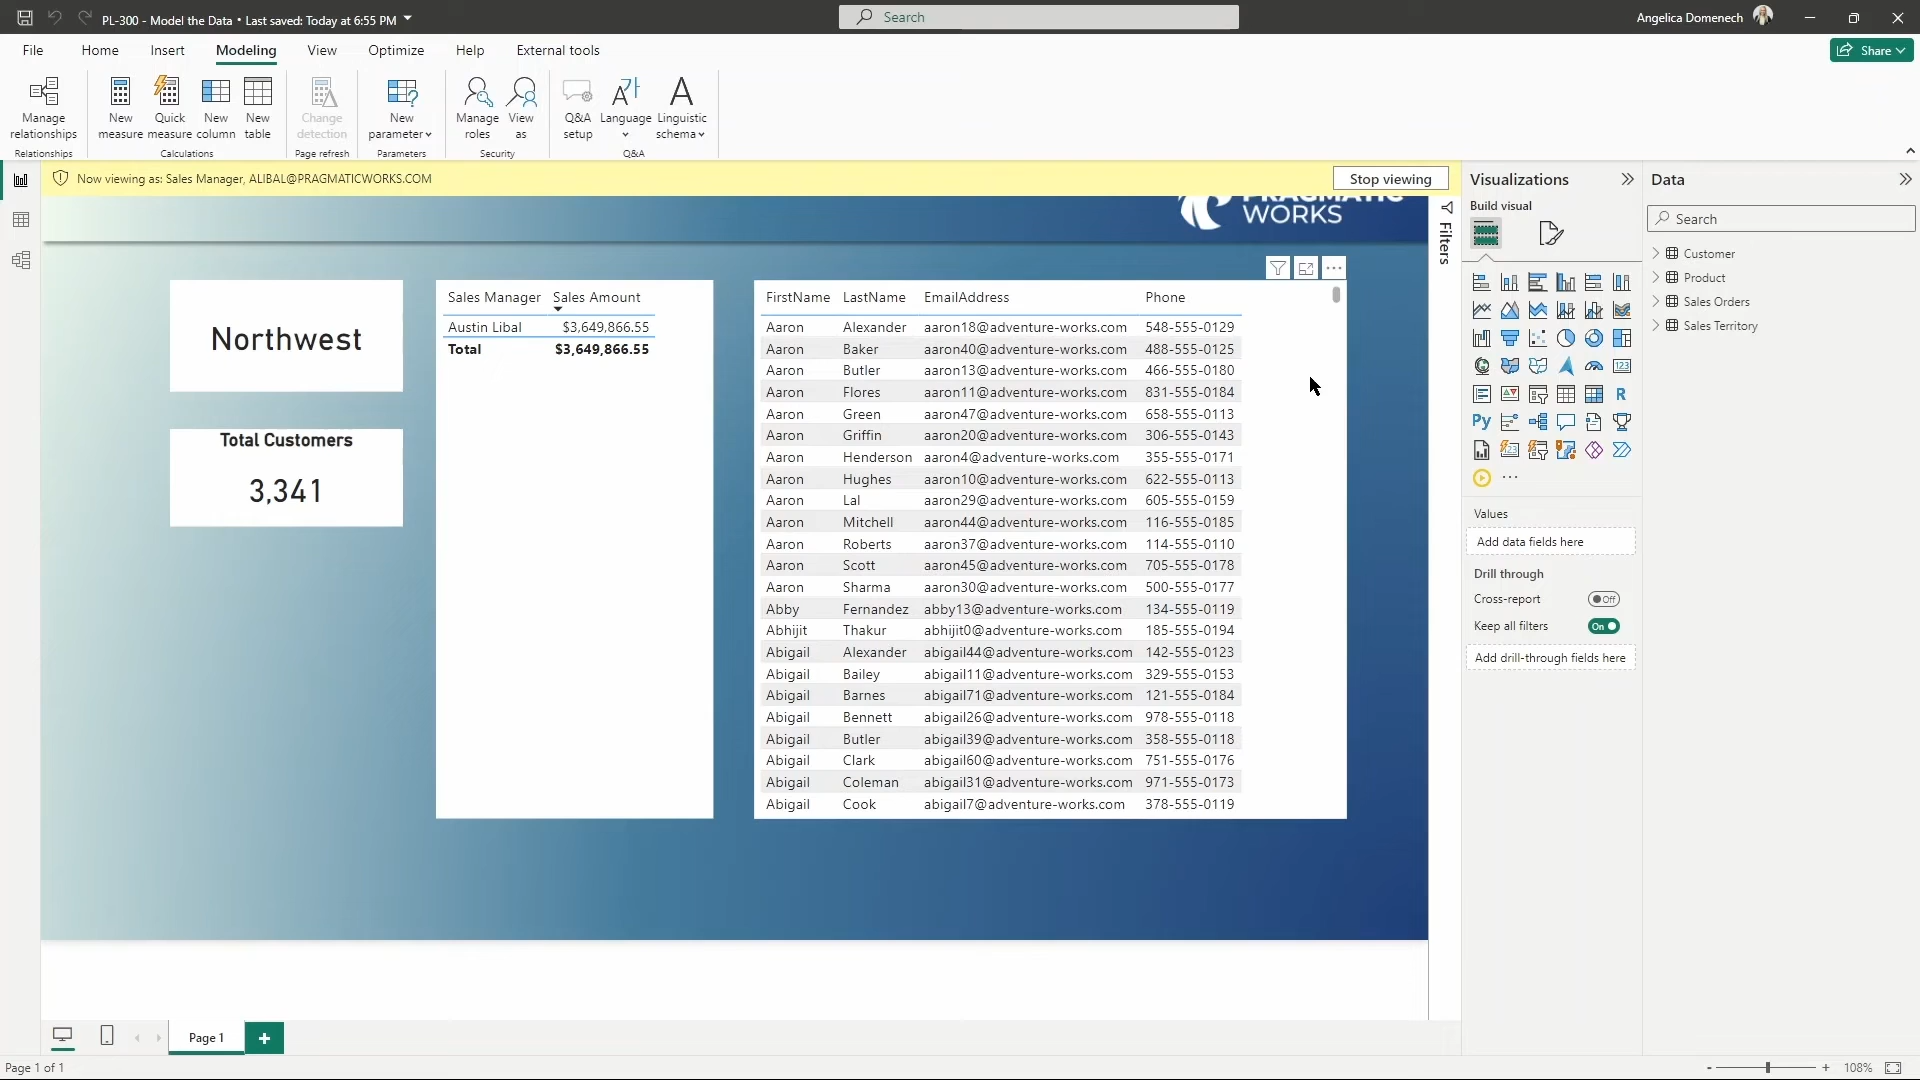 PL-300 - Model the Data • Last saved: Today at 6:55 PM
Search
Angelica Domenech
File Home Insert Modeling View Optimize Help External tools
Share
Manage relationships
New measure
Quick measure
New column
New table
Change detection
New parameter
Manage roles
View as
Q&A setup
Language
Linguistic schema
Relationships
Calculations
Page refresh
Parameters
Security
Q&A
Now viewing as: Sales Manager, ALIBAL@PRAGMATICWORKS.COM
Stop viewing
PRAGMATIC
WORKS
Northwest
Total Customers
3,341
Sales Manager Sales Amount
Austin Libal $3,649,866.55
Total $3,649,866.55
FirstName LastName EmailAddress Phone
Aaron Alexander aaron18@adventure-works.com 548-555-0129
Aaron Baker aaron40@adventure-works.com 488-555-0125
Aaron Butler aaron13@adventure-works.com 466-555-0180
Aaron Flores aaron11@adventure-works.com 831-555-0184
Aaron Green aaron47@adventure-works.com 658-555-0113
Aaron Griffin aaron20@adventure-works.com 306-555-0143
Aaron Henderson aaron4@adventure-works.com 355-555-0171
Aaron Hughes aaron10@adventure-works.com 622-555-0113
Aaron Lal aaron29@adventure-works.com 605-555-0159
Aaron Mitchell aaron44@adventure-works.com 116-555-0185
Aaron Roberts aaron37@adventure-works.com 114-555-0110
Aaron Scott aaron45@adventure-works.com 705-555-0178
Aaron Sharma aaron30@adventure-works.com 500-555-0177
Abby Fernandez abby13@adventure-works.com 134-555-0119
Abhijit Thakur abhijit0@adventure-works.com 185-555-0194
Abigail Alexander abigail44@adventure-works.com 142-555-0123
Abigail Bailey abigail11@adventure-works.com 329-555-0153
Abigail Barnes abigail71@adventure-works.com 121-555-0184
Abigail Bennett abigail26@adventure-works.com 978-555-0118
Abigail Butler abigail39@adventure-works.com 358-555-0118
Abigail Clark abigail60@adventure-works.com 751-555-0176
Abigail Coleman abigail31@adventure-works.com 971-555-0173
Abigail Cook abigail7@adventure-works.com 378-555-0119
Filters
Visualizations
Build visual
R
Py
Values
Add data fields here
Drill through
Cross-report Off
Keep all filters On
Add drill-through fields here
Data
Search
Customer
Product
Sales Orders
Sales Territory
Page 1
Page 1 of 1
108%